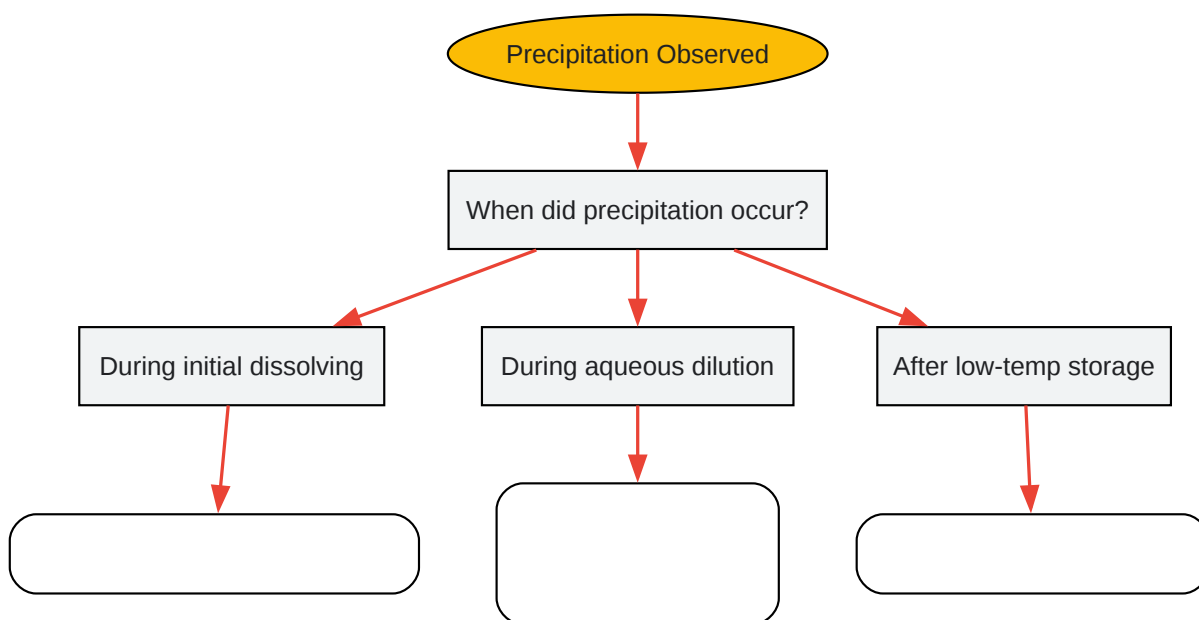 Precipitation Observed
When did precipitation occur?
During initial dissolving
During aqueous dilution
After low-temp storage